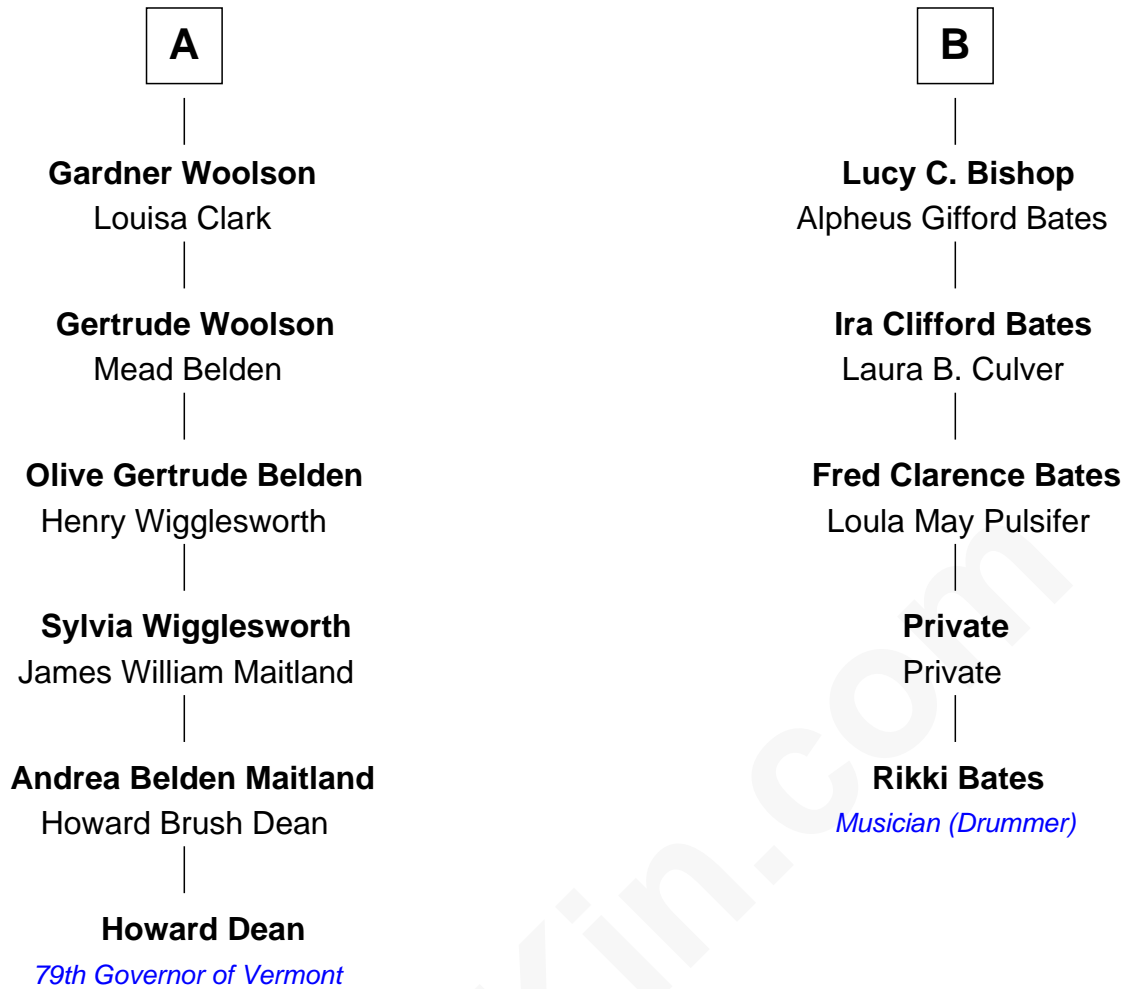 A
Gardner Woolson
Louisa Clark
Gertrude Woolson
Mead Belden
Olive Gertrude Belden
Henry Wigglesworth
Sylvia Wigglesworth
James William Maitland
Andrea Belden Maitland
Howard Brush Dean
Howard Dean
79th Governor of Vermont
B
Lucy C. Bishop
Alpheus Gifford Bates
Ira Clifford Bates
Laura B. Culver
Fred Clarence Bates
Loula May Pulsifer
Private
Private
Rikki Bates
Musician (Drummer)
Kin.com